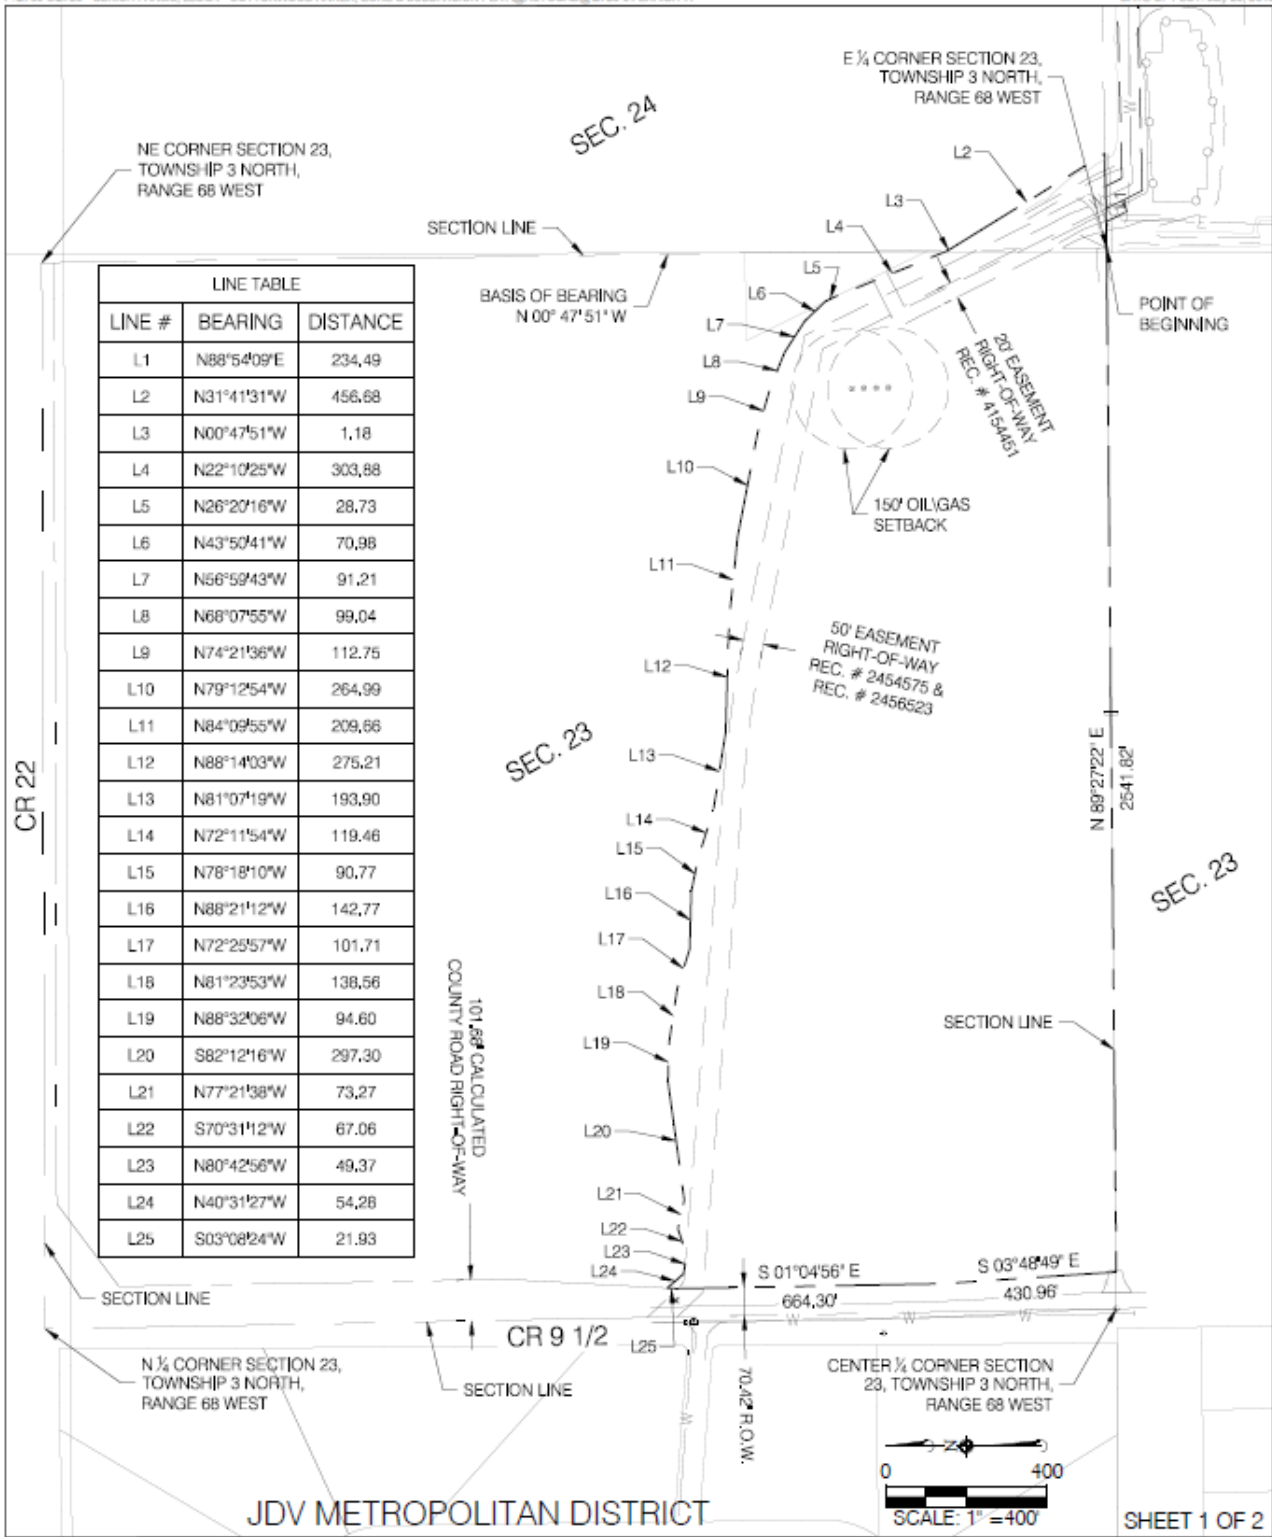 E ¼ CORNER SECTION 23,
TOWNSHIP 3 NORTH,
RANGE 68 WEST
SEC. 24
NE CORNER SECTION 23,
TOWNSHIP 3 NORTH,
RANGE 68 WEST
L2
L3
L4
SECTION LINE
L5
L6
BASIS OF BEARING
N 00° 47' 51" W
POINT OF
BEGINNING
LINE TABLE
LINE # BEARING DISTANCE
L1 N88°54'09"E 234.49
L2 N31°41'31"W 456.68
L3 N00°47'51"W 1.18
L4 N22°10'25"W 303.88
L5 N26°20'16"W 28.73
L6 N43°50'41"W 70.98
L7 N56°59'43"W 91.21
L8 N68°07'55"W 99.04
L9 N74°21'36"W 112.75
L10 N79°12'54"W 264.99
L11 N84°09'55"W 209.66
L12 N88°14'03"W 275.21
L13 N81°07'19"W 193.90
L14 N72°11'54"W 119.46
L15 N78°18'10"W 90.77
L16 N88°21'12"W 142.77
L17 N72°25'57"W 101.71
L18 N81°23'53"W 138.56
L19 N88°32'06"W 94.60
L20 S82°12'16"W 297.30
L21 N77°21'38"W 73.27
L22 S70°31'12"W 67.06
L23 N80°42'56"W 49.37
L24 N40°31'27"W 54.28
L25 S03°08'24"W 21.93
L7
L8
L9
L10
L11
L12
L13
L14
L15
L16
L17
L18
L19
L20
L21
L22
L23
L24
L25
20' EASEMENT
RIGHT-OF-WAY
REC. # 4154451
150' OIL\GAS
SETBACK
50' EASEMENT
RIGHT-OF-WAY
REC. # 2454575 &
REC. # 2456523
SEC. 23
N 89°27'22" E
2541.82'
SEC. 23
CR 22
101.68' CALCULATED
COUNTY ROAD RIGHT-OF-WAY
SECTION LINE
S 01°04'56" E
664.30'
S 03°48'49" E
430.96'
SECTION LINE
CR 9 1/2
N ¼ CORNER SECTION 23,
TOWNSHIP 3 NORTH,
RANGE 68 WEST
SECTION LINE
70.42' R.O.W.
CENTER ¼ CORNER SECTION
23, TOWNSHIP 3 NORTH,
RANGE 68 WEST
W
W
W
W
W
N
0 400
SCALE: 1" =400'
JDV METROPOLITAN DISTRICT
SHEET 1 OF 2